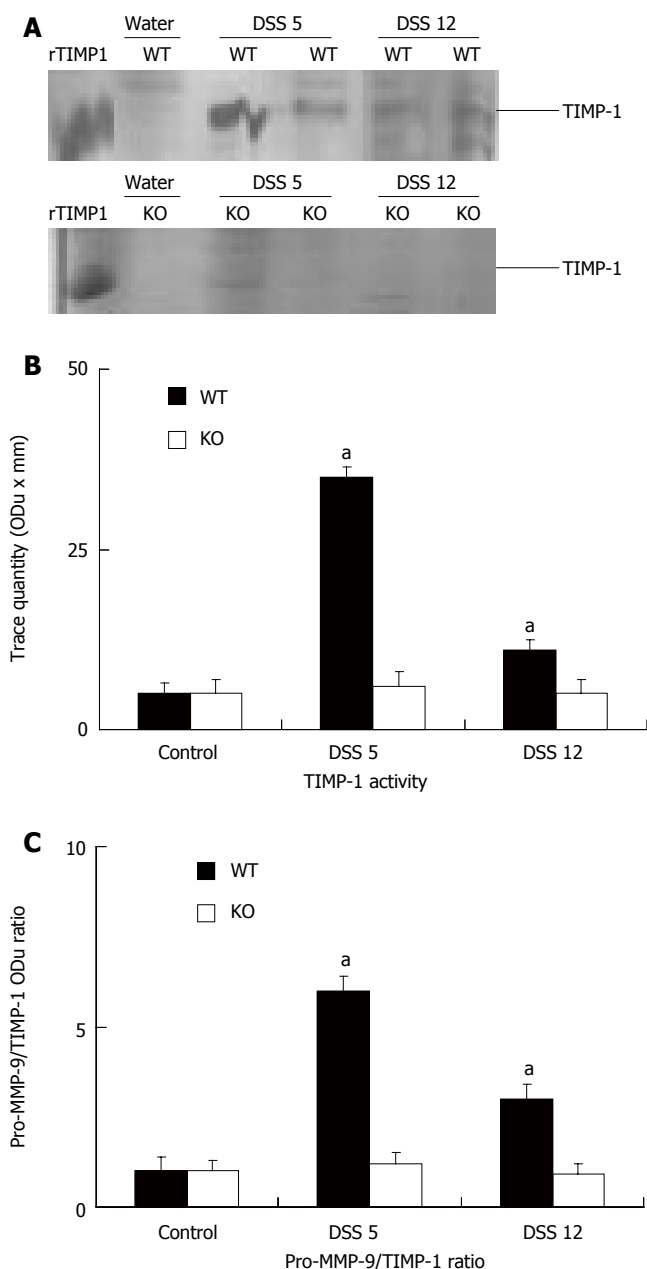 A
Water DSS 5 DSS 12
rTIMP1 WT WT WT WT WT
TIMP-1
Water DSS 5 DSS 12
rTIMP1 KO KO KO KO KO
TIMP-1
B
50
WT
KO
a
25
a
0
Trace quantity (ODu x mm)
Control DSS 5 DSS 12
TIMP-1 activity
C
10
WT
KO
a
5
a
0
Pro-MMP-9/TIMP-1 ODu ratio
Control DSS 5 DSS 12
Pro-MMP-9/TIMP-1 ratio